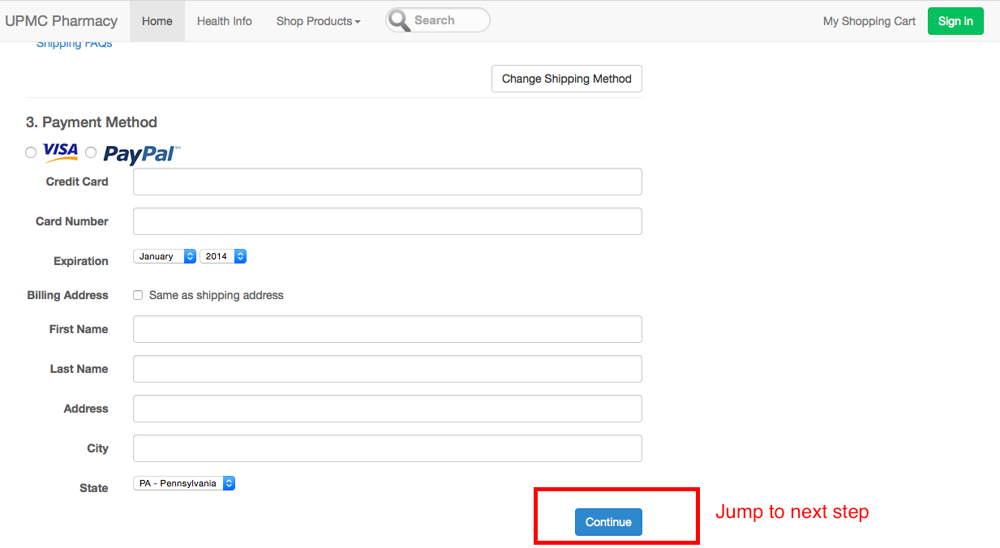 UPMC Pharmacy Home Health Info Shop Products Search My Shopping Cart Sign In
Shipping FAQs
Change Shipping Method
3. Payment Method
VISA PayPal
Credit Card
Card Number
Expiration January 2014
Billing Address Same as shipping address
First Name
Last Name
Address
City
State PA - Pennsylvania
Continue Jump to next step